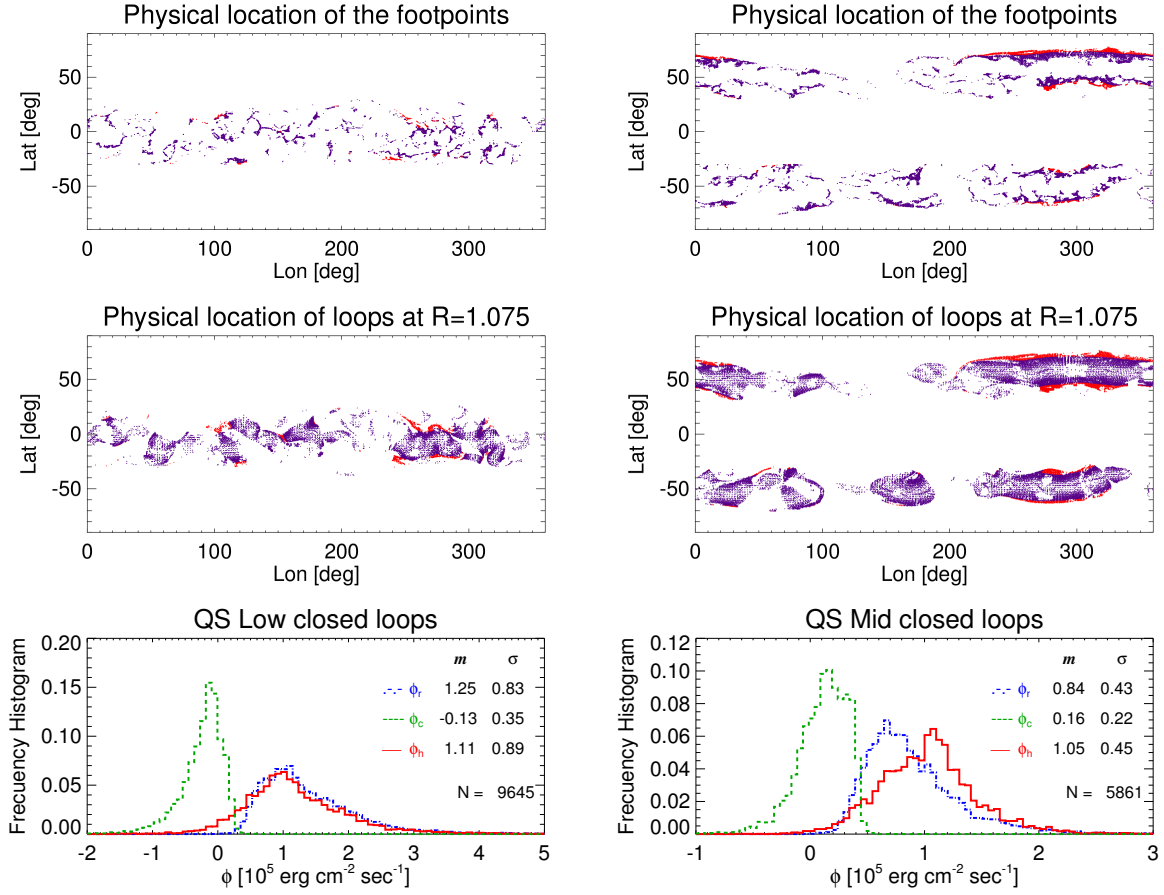 Physical location of the footpoints
Lat [deg]
50
0
-50
0 100 200 300
Lon [deg]
Physical location of the footpoints
Lat [deg]
50
0
-50
0 100 200 300
Lon [deg]
Physical location of loops at R=1.075
Lat [deg]
50
0
-50
0 100 200 300
Lon [deg]
Physical location of loops at R=1.075
Lat [deg]
50
0
-50
0 100 200 300
Lon [deg]
QS Low closed loops
Frecuency Histogram
0.20
0.15
0.10
0.05
0.00
m σ
ϕr 1.25 0.83
ϕc -0.13 0.35
ϕh 1.11 0.89
N = 9645
-2 -1 0 1 2 3 4 5
ϕ [10⁵ erg cm⁻² sec⁻¹]
QS Mid closed loops
Frecuency Histogram
0.12
0.10
0.08
0.06
0.04
0.02
0.00
m σ
ϕr 0.84 0.43
ϕc 0.16 0.22
ϕh 1.05 0.45
N = 5861
-1 0 1 2 3
ϕ [10⁵ erg cm⁻² sec⁻¹]